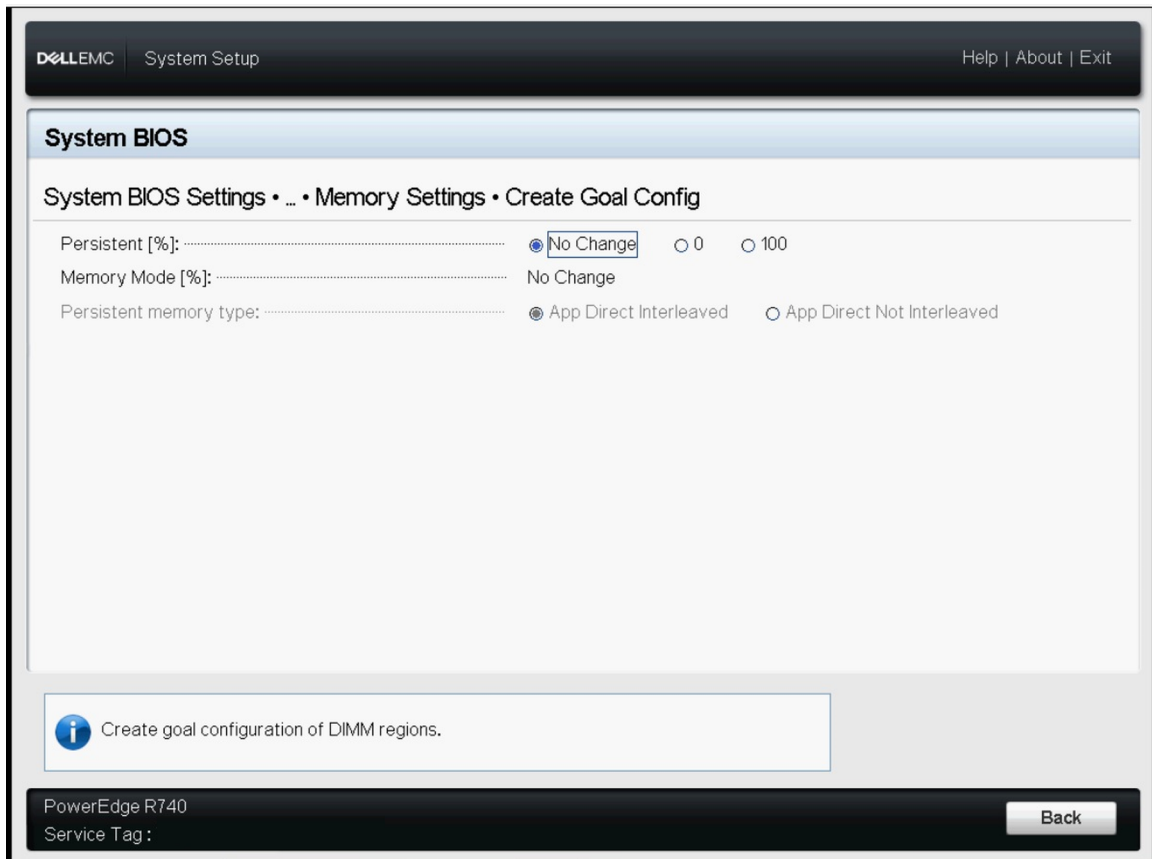 DELLEMC System Setup Help | About | Exit
System BIOS
System BIOS Settings • ... • Memory Settings • Create Goal Config
Persistent [%]: No Change 0 100
Memory Mode [%]: No Change
Persistent memory type: App Direct Interleaved App Direct Not Interleaved
Create goal configuration of DIMM regions.
PowerEdge R740
Service Tag :
Back